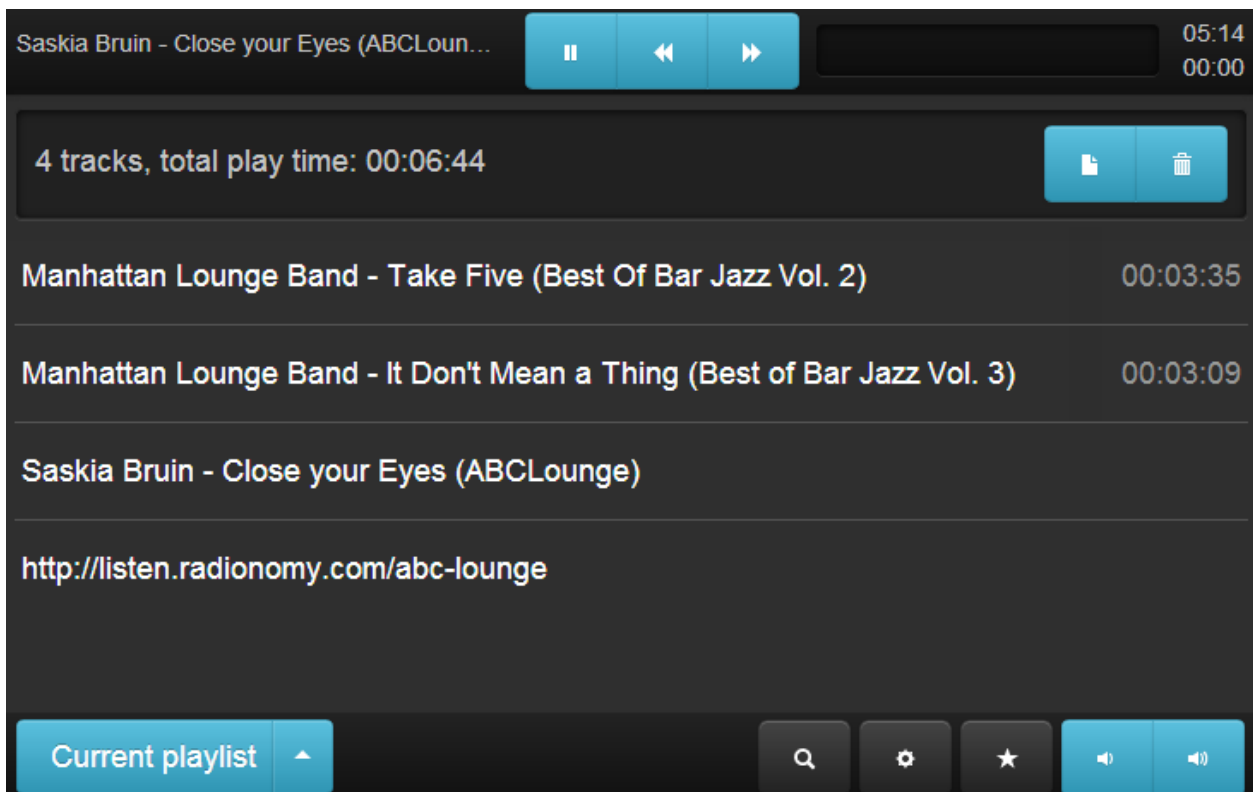 Saskia Bruin - Close your Eyes (ABCLoun...
05:14
00:00
4 tracks, total play time: 00:06:44
Manhattan Lounge Band - Take Five (Best Of Bar Jazz Vol. 2) 00:03:35
Manhattan Lounge Band - It Don't Mean a Thing (Best of Bar Jazz Vol. 3) 00:03:09
Saskia Bruin - Close your Eyes (ABCLounge)
http://listen.radionomy.com/abc-lounge
Current playlist